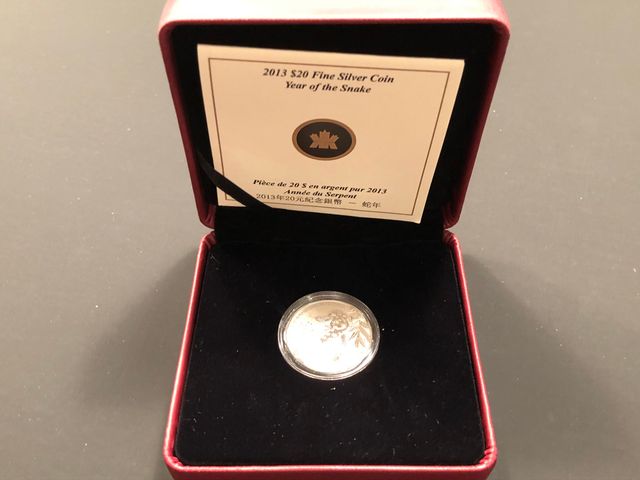 2013 $20 Fine Silver Coin
Year of the Snake
Pièce de 20 $ en argent pur 2013
Année du Serpent
2013年20元紀念銀幣 － 蛇年